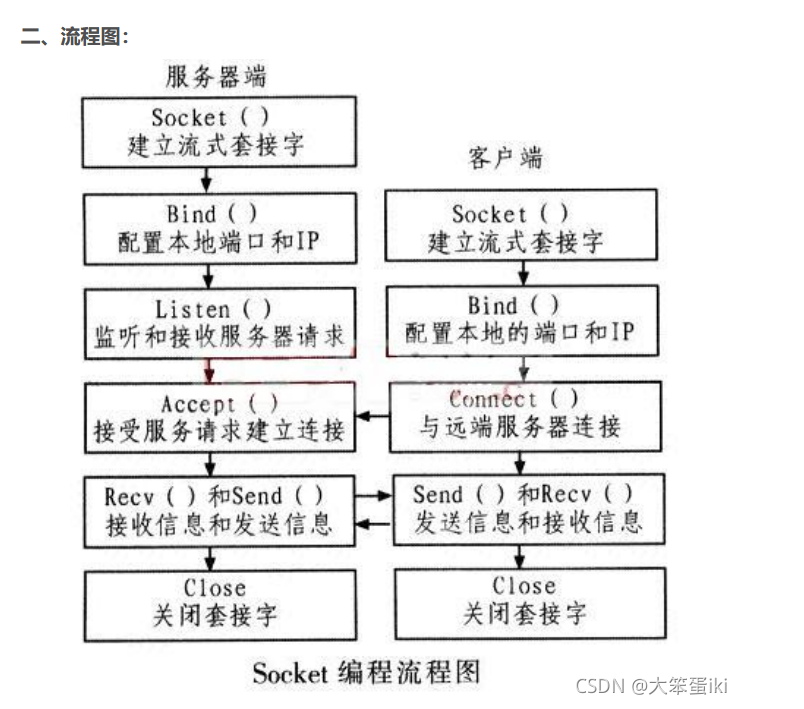 二、流程图：
服务器端
Socket（）
建立流式套接字
Bind（）
配置本地端口和IP
Listen（）
监听和接收服务器请求
Accept（）
接受服务请求建立连接
Recv（）和Send（）
接收信息和发送信息
Close
关闭套接字
客户端
Socket（）
建立流式套接字
Bind（）
配置本地的端口和IP
Connect（）
与远端服务器连接
Send（）和Recv（）
发送信息和接收信息
Close
关闭套接字
Socket 编程流程图
CSDN @大笨蛋iki